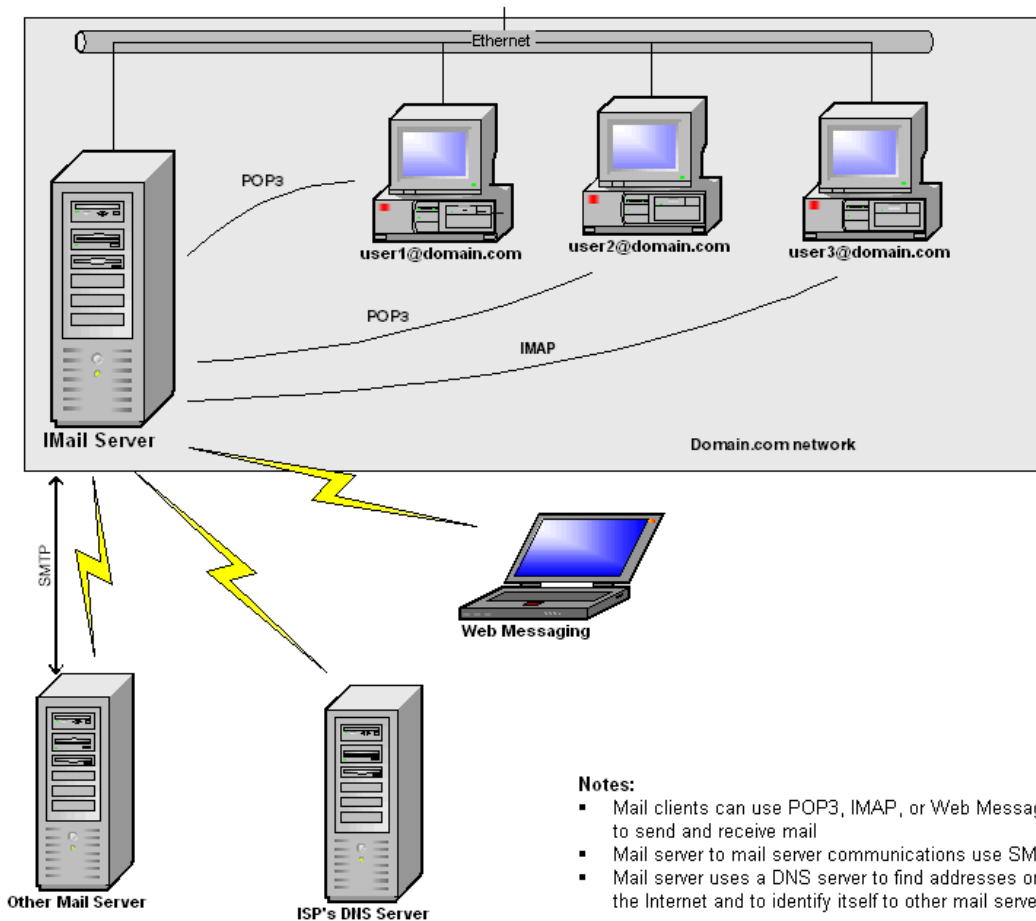 Ethernet
POP3
user1@domain.com
user2@domain.com
user3@domain.com
POP3
IMAP
IMail Server
Domain.com network
SMTP
Web Messaging
Other Mail Server
ISP's DNS Server
Notes:
▪ Mail clients can use POP3, IMAP, or Web
to send and receive mail
▪ Mail server to mail server communications use
▪ Mail server uses a DNS server to find addresses
the Internet and to identify itself to other mail